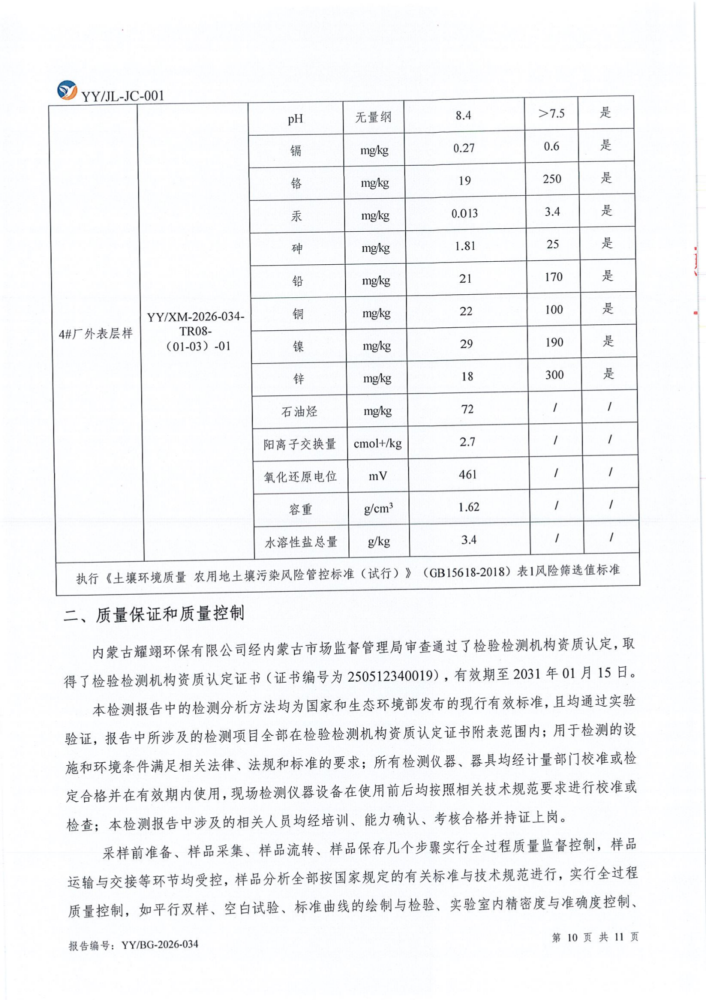 YY/JL-JC-001
pH 无量纲 8.4 >7.5 是
镉 mg/kg 0.27 0.6 是
铬 mg/kg 19 250 是
汞 mg/kg 0.013 3.4 是
砷 mg/kg 1.81 25 是
铅 mg/kg 21 170 是
铜 mg/kg 22 100 是
4#厂外表层样
YY/XM-2026-034-
TR08-
（01-03）-01
镍 mg/kg 29 190 是
锌 mg/kg 18 300 是
石油烃 mg/kg 72 / /
阳离子交换量 cmol+/kg 2.7 / /
氧化还原电位 mV 461 / /
容重 g/cm³ 1.62 / /
水溶性盐总量 g/kg 3.4 / /
执行《土壤环境质量 农用地土壤污染风险管控标准（试行）》（GB15618-2018）表1风险筛选值标准
二、质量保证和质量控制
内蒙古耀翊环保有限公司经内蒙古市场监督管理局审查通过了检验检测机构资质认定，取
得了检验检测机构资质认定证书（证书编号为 250512340019），有效期至 2031 年 01 月 15 日。
本检测报告中的检测分析方法均为国家和生态环境部发布的现行有效标准，且均通过实验
验证，报告中所涉及的检测项目全部在检验检测机构资质认定证书附表范围内；用于检测的设
施和环境条件满足相关法律、法规和标准的要求；所有检测仪器、器具均经计量部门校准或检
定合格并在有效期内使用，现场检测仪器设备在使用前后均按照相关技术规范要求进行校准或
检查；本检测报告中涉及的相关人员均经培训、能力确认、考核合格并持证上岗。
采样前准备、样品采集、样品流转、样品保存几个步骤实行全过程质量监督控制，样品
运输与交接等环节均受控，样品分析全部按国家规定的有关标准与技术规范进行，实行全过程
质量控制，如平行双样、空白试验、标准曲线的绘制与检验、实验室内精密度与准确度控制、
报告编号：YY/BG-2026-034
第 10 页 共 11 页